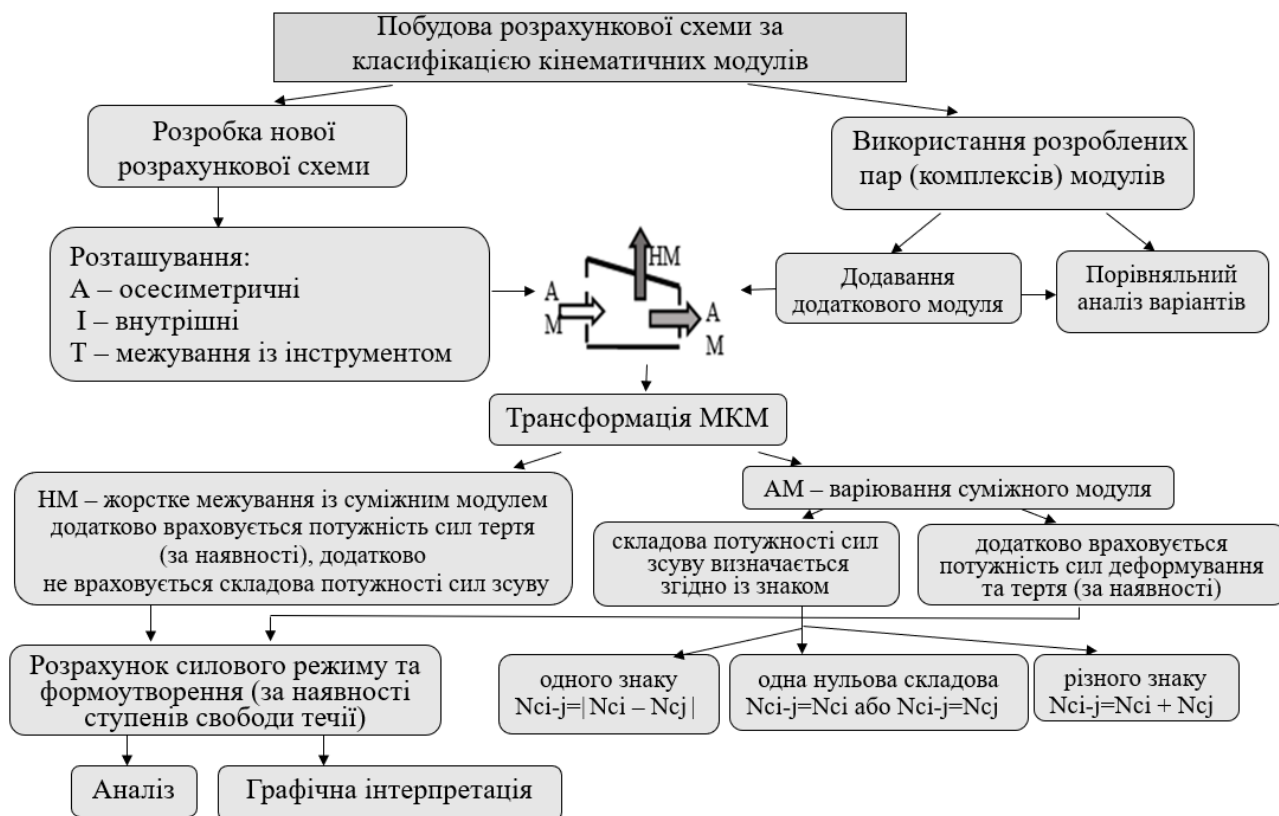 Побудова розрахункової схеми за
класифікацією кінематичних модулів
Розробка нової
розрахункової схеми
Використання розроблених
пар (комплексів) модулів
Розташування:
А – осесиметричні
І – внутрішні
Т – межування із інструментом
НМ
А
М
А
М
Додавання
додаткового модуля
Порівняльний
аналіз варіантів
Трансформація МКМ
НМ – жорстке межування із суміжним модулем
додатково враховується потужність сил тертя
(за наявності), додатково
не враховується складова потужності сил зсуву
АМ – варіювання суміжного модуля
складова потужності сил
зсуву визначається
згідно із знаком
додатково враховується
потужність сил деформування
та тертя (за наявності)
Розрахунок силового режиму та
формоутворення (за наявності
ступенів свободи течії)
одного знаку
Nci-j=|Nci – Ncj|
одна нульова складова
Nci-j=Nci або Nci-j=Ncj
різного знаку
Nci-j=Nci + Ncj
Аналіз
Графічна інтерпретація